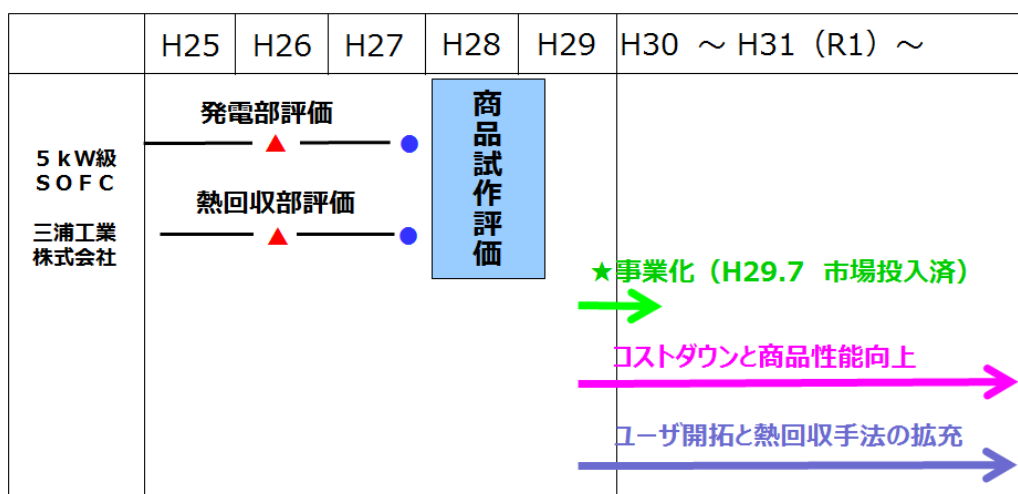 H25 H26 H27 H28 H29 H30 ～ H31（R1）～
5kW級
SOFC
三浦工業
株式会社
発電部評価
熱回収部評価
商品試作評価
★事業化（H29.7 市場投入済）
コストダウンと商品性能向上
ユーザ開拓と熱回収手法の拡充